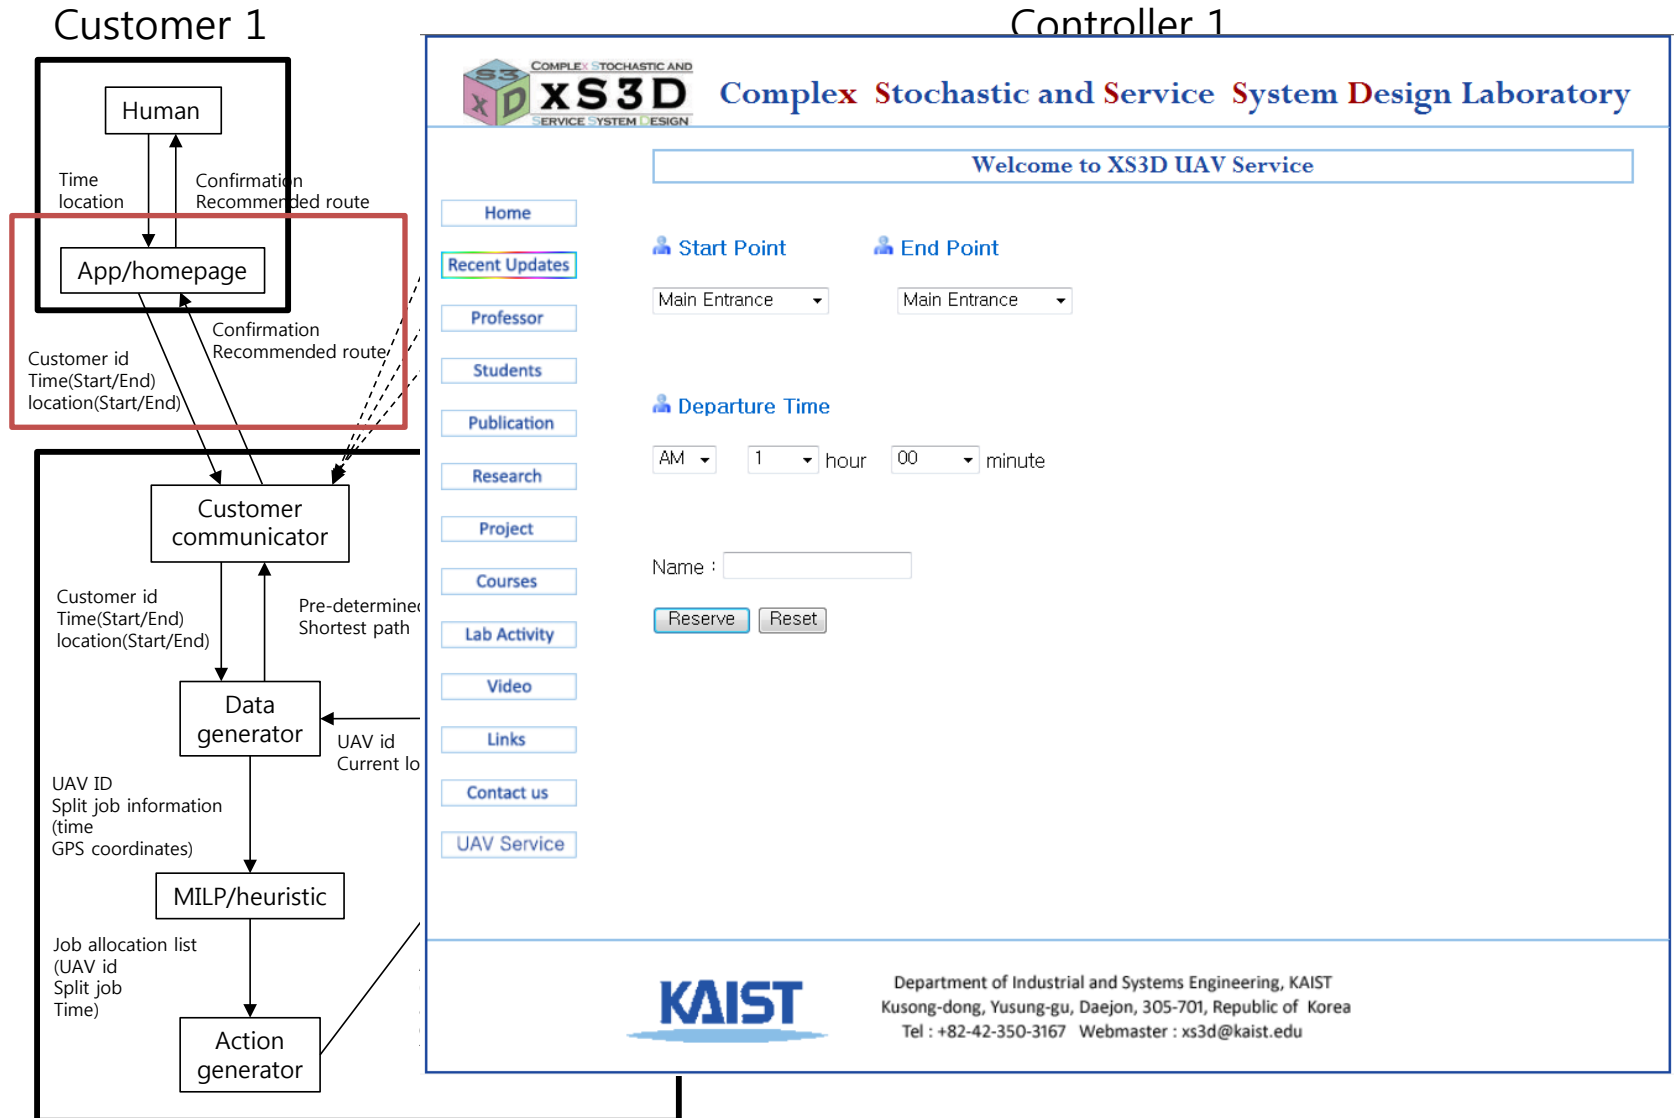 Customer 1
Controller 1
Human
Time
location
Confirmation
Recommended route
App/homepage
Confirmation
Recommended route
Customer id
Time(Start/End)
location(Start/End)
Customer
communicator
Customer id
Time(Start/End)
location(Start/End)
Pre-determined
Shortest path
Data
generator
UAV id
Current lo
UAV ID
Split job information
(time
GPS coordinates)
MILP/heuristic
Job allocation list
(UAV id
Split job
Time)
Action
generator
S3
X D
COMPLEX STOCHASTIC AND
XS3D
SERVICE SYSTEM DESIGN
Complex Stochastic and Service System Design Laboratory
Welcome to XS3D UAV Service
Home
Recent Updates
Professor
Students
Publication
Research
Project
Courses
Lab Activity
Video
Links
Contact us
UAV Service
Start Point
End Point
Main Entrance
Main Entrance
Departure Time
AM 1 hour 00 minute
Name :
Reserve Reset
KAIST
Department of Industrial and Systems Engineering, KAIST
Kusong-dong, Yusung-gu, Daejon, 305-701, Republic of Korea
Tel : +82-42-350-3167 Webmaster : xs3d@kaist.edu